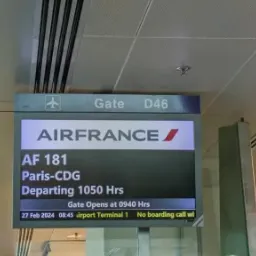 Gate D46
AIRFRANCE
AF 181
Paris-CDG
Departing 1050 Hrs
Gate Opens at 0940 Hrs
27 Feb 2024 08:45 airport Terminal 1 No boarding call wi